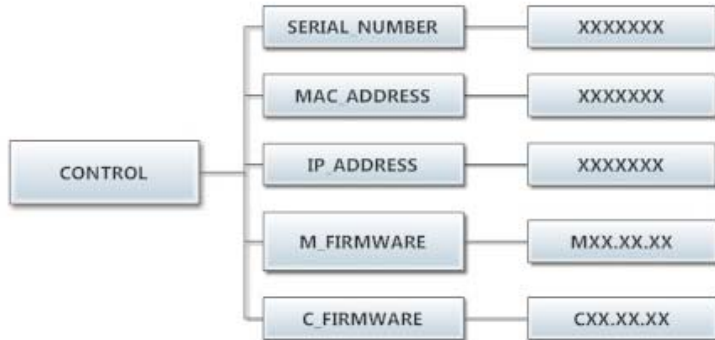 SERIAL_NUMBER XXXXXXX
MAC_ADDRESS XXXXXXX
CONTROL
IP_ADDRESS XXXXXXX
M_FIRMWARE MXX.XX.XX
C_FIRMWARE CXX.XX.XX